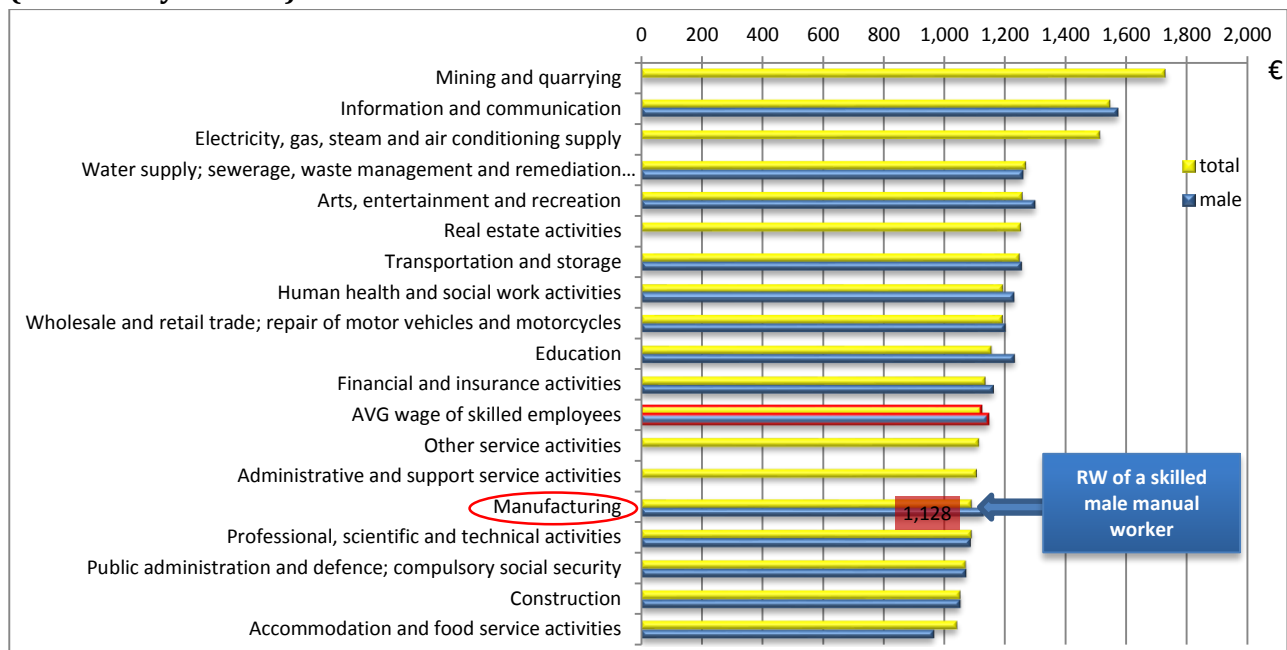 0 200 400 600 800 1,000 1,200 1,400 1,600 1,800 2,000
€
Mining and quarrying
Information and communication
Electricity, gas, steam and air conditioning supply
Water supply; sewerage, waste management and remediation...
total
Arts, entertainment and recreation
male
Real estate activities
Transportation and storage
Human health and social work activities
Wholesale and retail trade; repair of motor vehicles and motorcycles
Education
Financial and insurance activities
AVG wage of skilled employees
Other service activities
Administrative and support service activities
Manufacturing
1,128
RW of a skilled
male manual
worker
Professional, scientific and technical activities
Public administration and defence; compulsory social security
Construction
Accommodation and food service activities